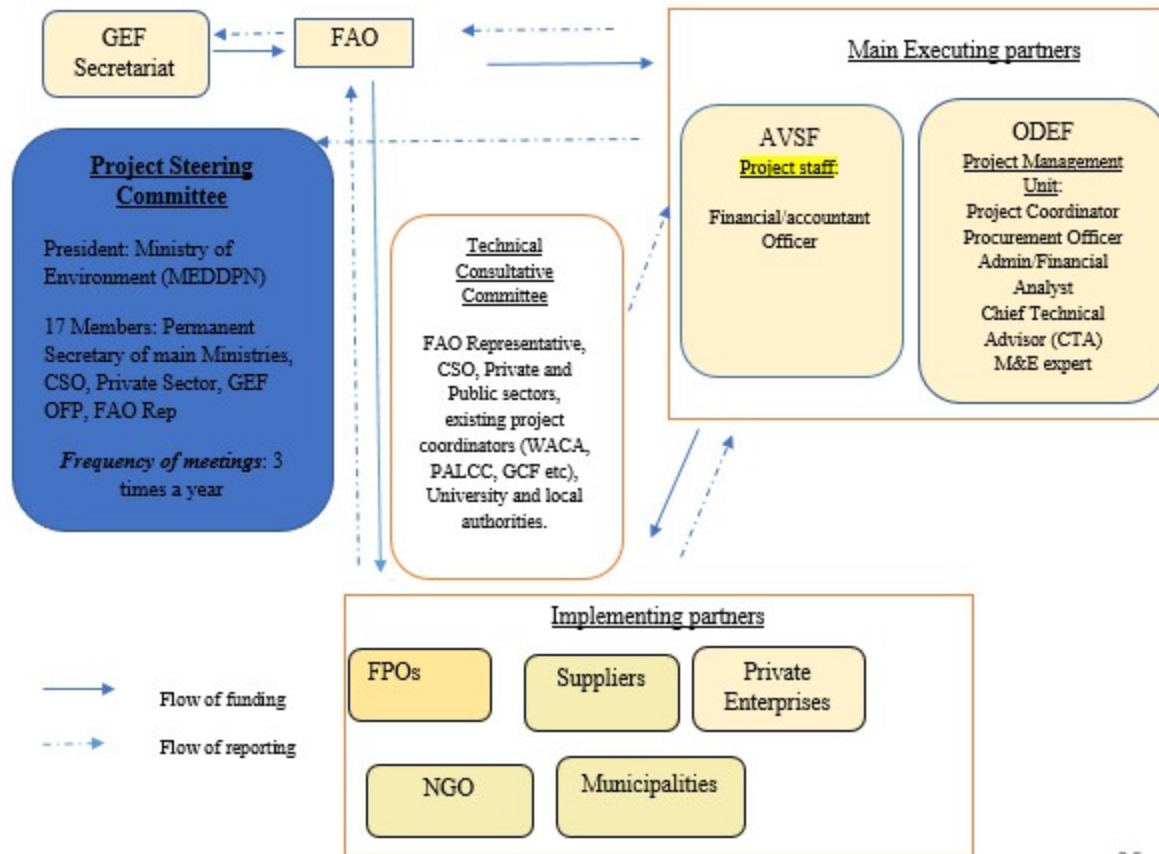 GEF
Secretariat
FAO
Main Executing partners
AVSF
Project staff:
Financial/accountant
Officer
ODEF
Project Management
Unit:
Project Coordinator
Procurement Officer
Admin/Financial
Analyst
Chief Technical
Advisor (CTA)
M&E expert
Project Steering
Committee
President: Ministry of
Environment (MEDDPN)
17 Members: Permanent
Secretary of main Ministries,
CSO, Private Sector, GEF
OFP, FAO Rep
Frequency of meetings: 3
times a year
Technical
Consultative
Committee
FAO Representative,
CSO, Private and
Public sectors,
existing project
coordinators (WACA,
PALCC, GCF etc),
University and local
authorities.
Implementing partners
FPOs
Suppliers
Private
Enterprises
NGO
Municipalities
Flow of funding
Flow of reporting